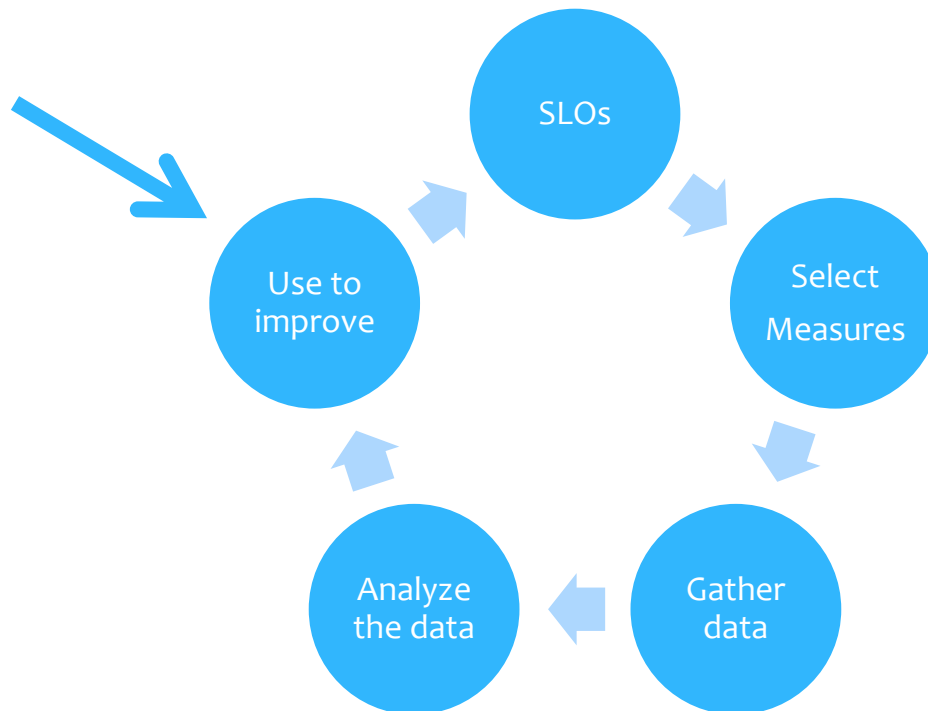 SLOs
Select
Measures
Gather
data
Analyze
the data
Use to
improve